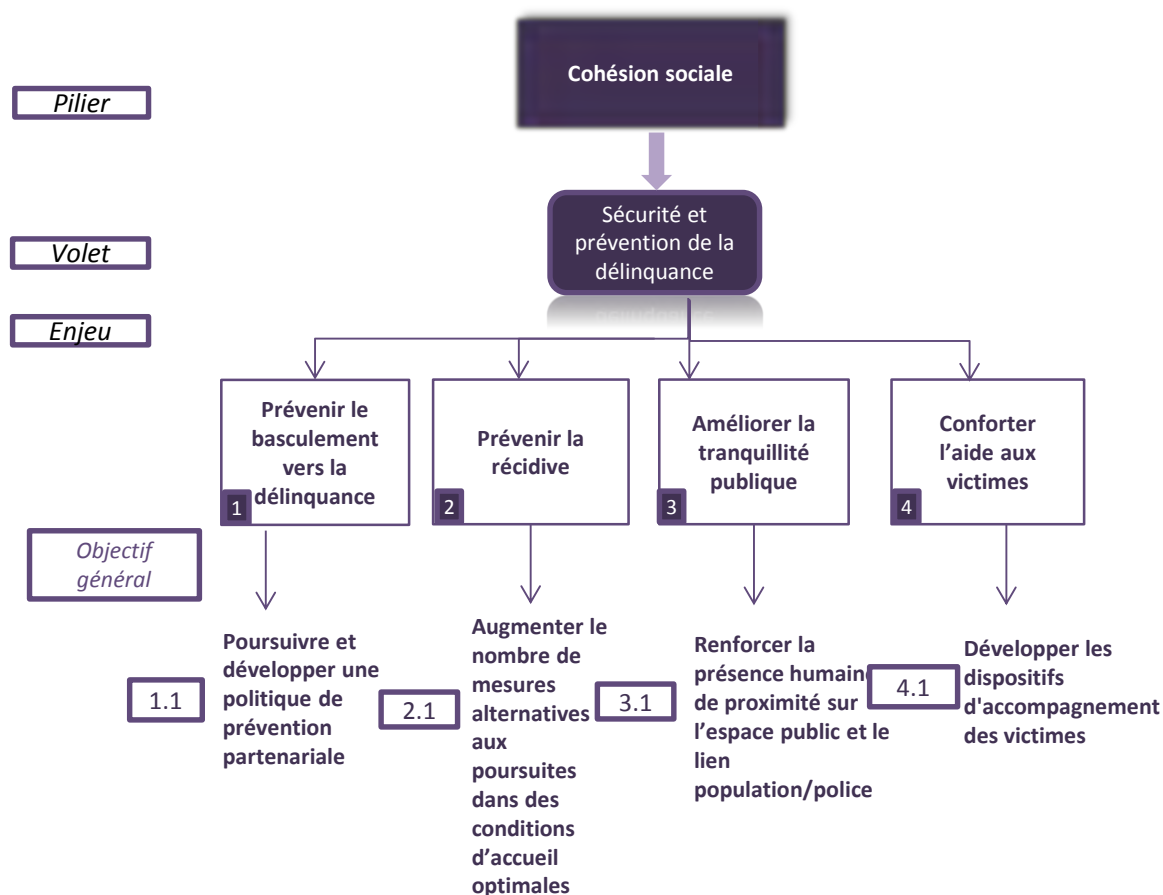 Cohésion sociale
Pilier
Sécurité et
prévention de la
délinquance
Volet
Enjeu
Prévenir le
basculement
vers la
délinquance
1
Prévenir la
récidive
2
Améliorer la
tranquillité
publique
3
Conforter
l'aide aux
victimes
4
Objectif
général
1.1
Poursuivre et
développer une
politique de
prévention
partenariale
2.1
Augmenter le
nombre de
mesures
alternatives
aux
poursuites
dans des
conditions
d'accueil
optimales
3.1
Renforcer la
présence humaine
de proximité sur
l'espace public et le
lien
population/police
4.1
Développer les
dispositifs
d'accompagnement
des victimes